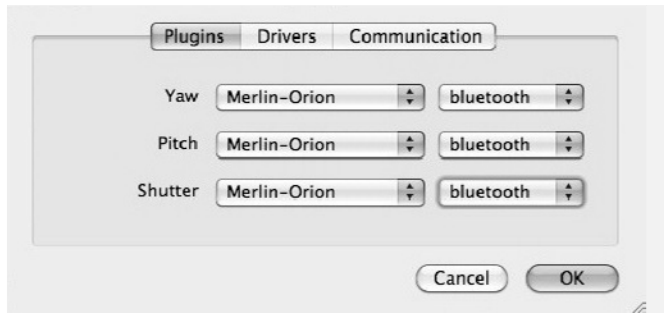 Plugins Drivers Communication
Yaw Merlin-Orion bluetooth
Pitch Merlin-Orion bluetooth
Shutter Merlin-Orion bluetooth
Cancel OK